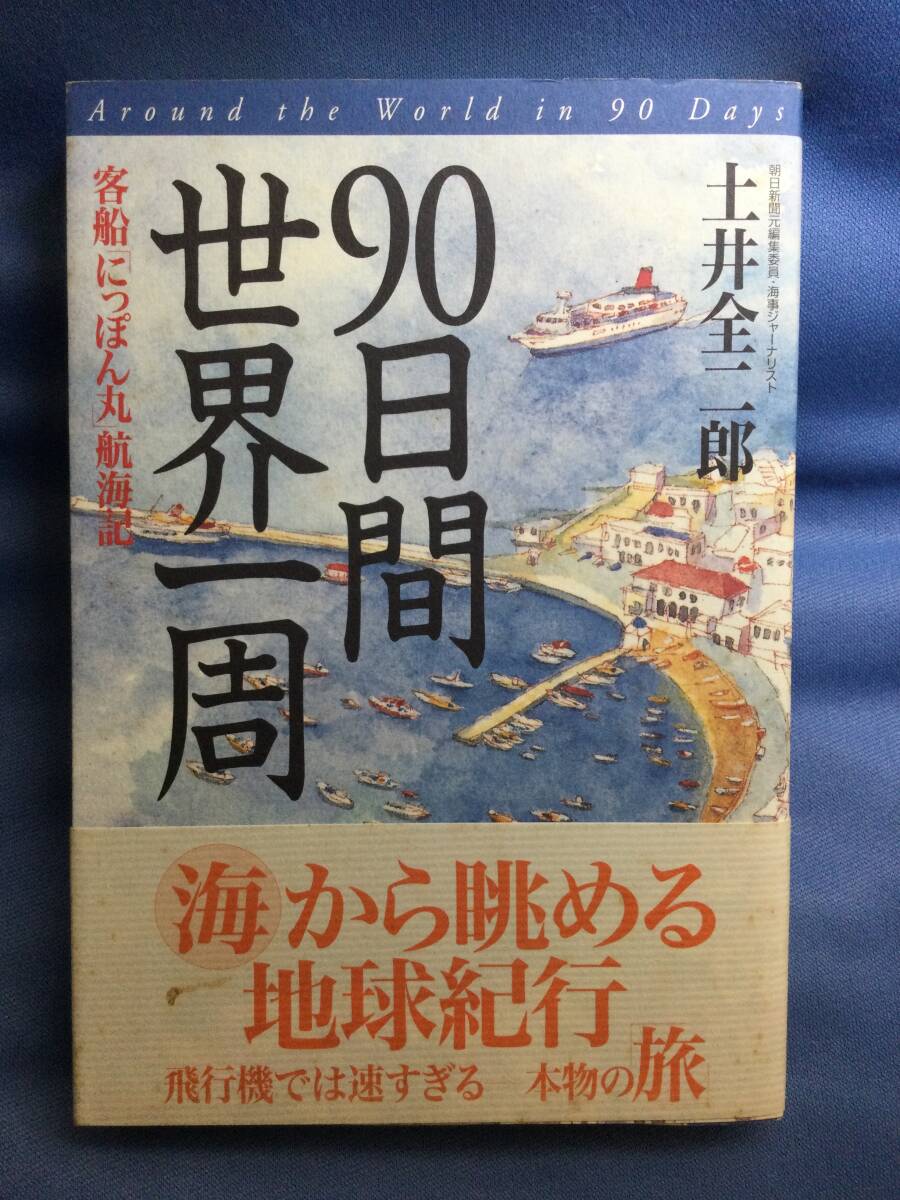 Around the World in 90 Days
朝日新聞元編集委員・海事ジャーナリスト
土井全二郎
90日間
世界一周
客船「にっぽん丸」航海記
海から眺める
地球紀行
飛行機では速すぎる 本物の「旅」